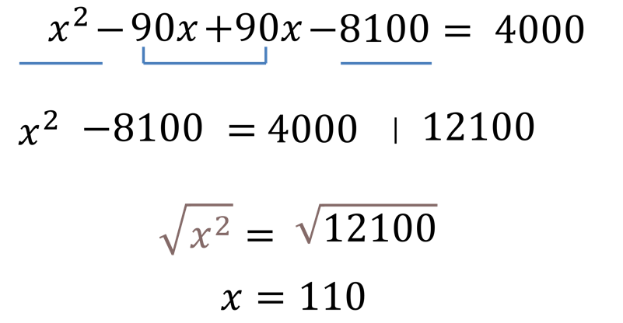 x² − 90x + 90x − 8100 = 4000
x² − 8100 = 4000 | 12100
√x² = √12100
x = 110